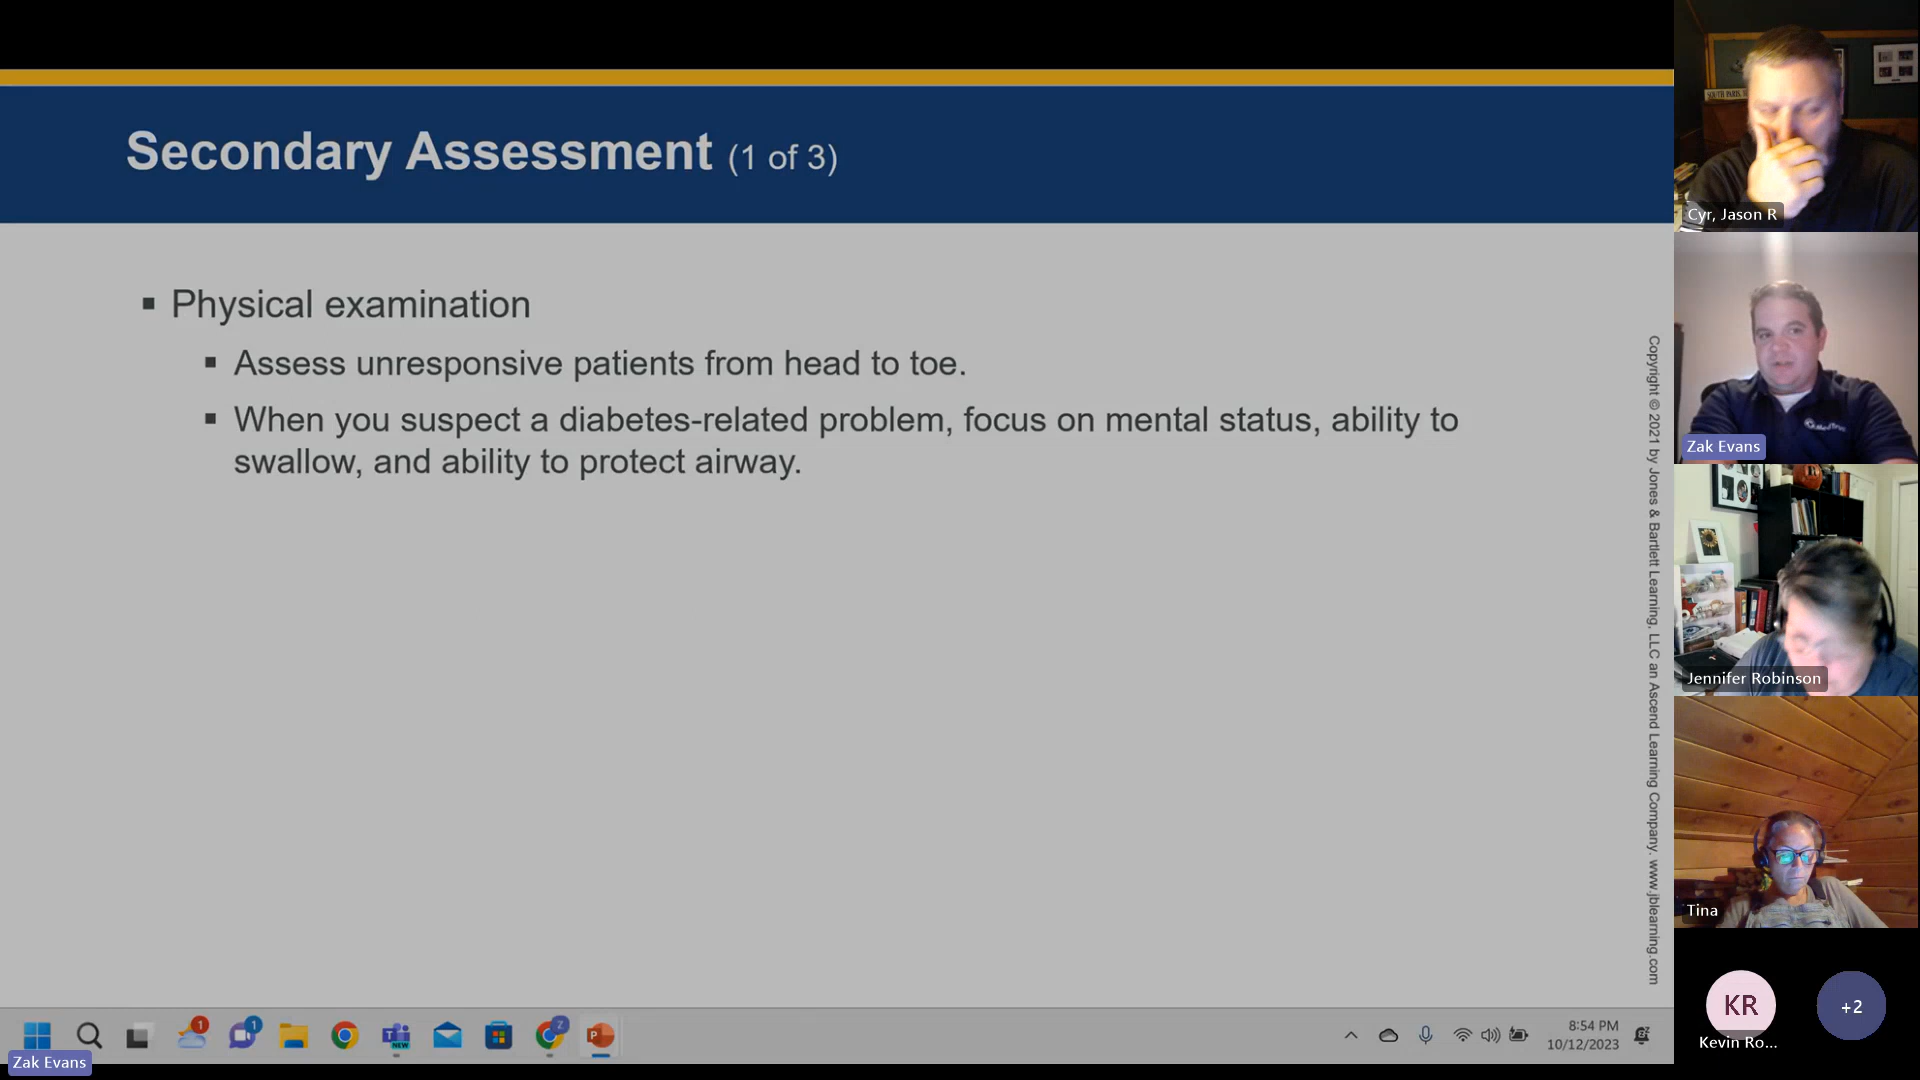 Secondary Assessment (1 of 3)
Physical examination
Assess unresponsive patients from head to toe.
When you suspect a diabetes-related problem, focus on mental status, ability to
swallow, and ability to protect airway.
Copyright © 2021 by Jones & Bartlett Learning, LLC an Ascend Learning Company. www.jblearning.com
Cyr, Jason R
Zak Evans
Jennifer Robinson
Tina
KR
Kevin Ro...
+2
1
1
NEW
Z
P
8:54 PM
10/12/2023
Zak Evans